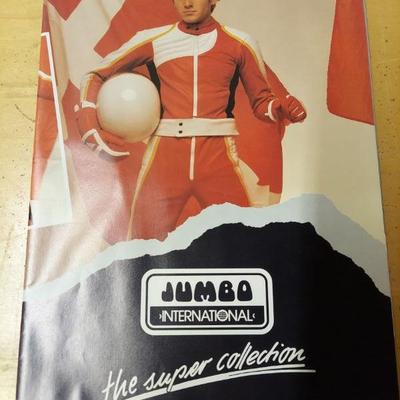 JUMBO
›INTERNATIONAL‹
the super collection